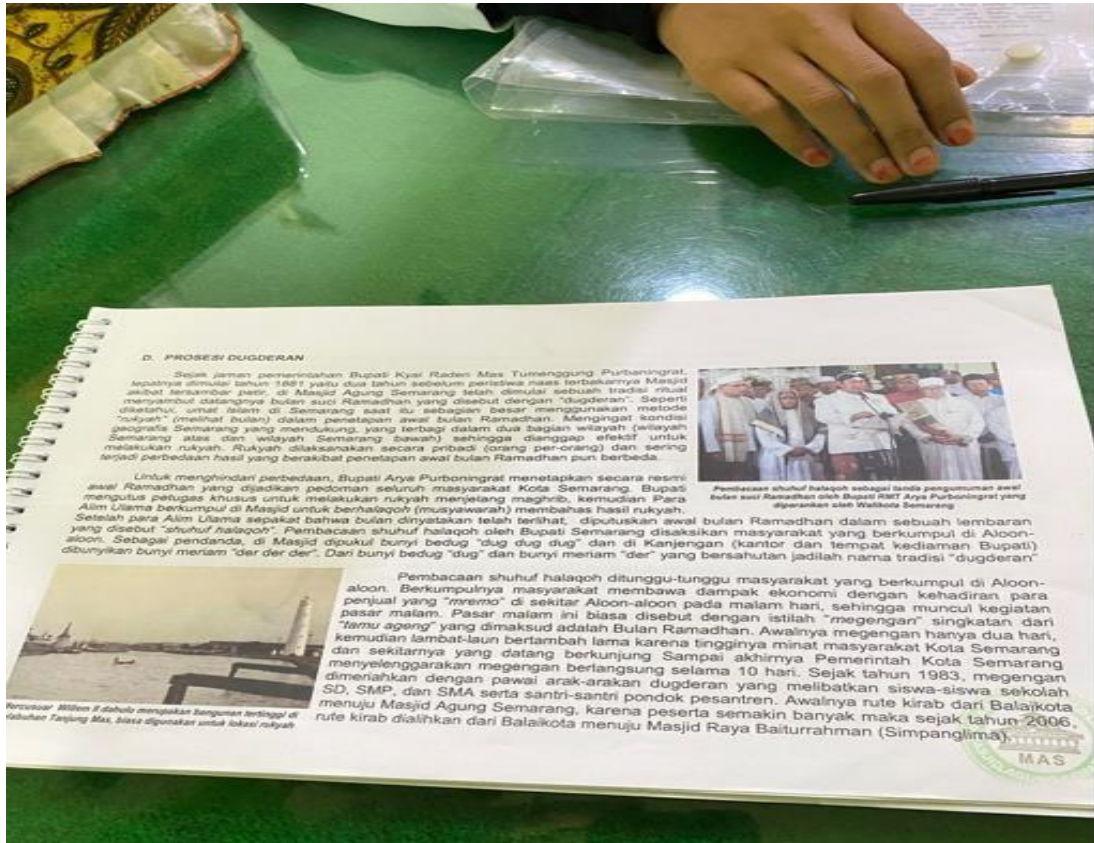 D. PROSESI DUGDERAN
Sejak jaman pemerintahan Bupati Kyai Raden Mas Tumenggung Purbaningrat,
tepatnya dimulai tahun 1881 yaitu dua tahun sebelum peristiwa naas terbakarnya Masjid
akibat tersambar petir, di Masjid Agung Semarang telah dimulai sebuah tradisi ritual
menyambut datangnya bulan suci Ramadhan yang disebut dengan "dugderan". Seperti
diketahui, umat Islam di Semarang saat itu sebagian besar menggunakan metode
"rukyah" (melihat bulan) dalam penetapan awal bulan Ramadhan. Mengingat kondisi
geografis Semarang yang mendukung, yang terbagi dalam dua bagian wilayah (wilayah
Semarang atas dan wilayah Semarang bawah) sehingga dianggap efektif untuk
melakukan rukyah. Rukyah dilaksanakan secara pribadi (orang per-orang) dan sering
terjadi perbedaan hasil yang berakibat penetapan awal bulan Ramadhan pun berbeda.
Pembacaan shuhuf halaqoh sebagai tanda pengumuman awal
bulan suci Ramadhan oleh Bupati RMT Arya Purboningrat yang
diperankan oleh Walikota Semarang
Untuk menghindari perbedaan, Bupati Arya Purboningrat menetapkan secara resmi
awal Ramadhan yang dijadikan pedoman seluruh masyarakat Kota Semarang. Bupati
mengutus petugas khusus untuk melakukan rukyah menjelang maghrib, kemudian Para
Alim Ulama berkumpul di Masjid untuk berhalaqoh (musyawarah) membahas hasil rukyah.
Setelah para Alim Ulama sepakat bahwa bulan dinyatakan telah terlihat, diputuskan awal bulan Ramadhan dalam sebuah lembaran
yang disebut "shuhuf halaqoh". Pembacaan shuhuf halaqoh oleh Bupati Semarang disaksikan masyarakat yang berkumpul di Aloon-
aloon. Sebagai penanda, di Masjid dipukul bunyi bedug "dug dug dug" dan di Kanjengan (kantor dan tempat kediaman Bupati)
dibunyikan bunyi meriam "der der der". Dari bunyi bedug "dug" dan bunyi meriam "der" yang bersahutan jadilah nama tradisi "dugderan"
Pembacaan shuhuf halaqoh ditunggu-tunggu masyarakat yang berkumpul di Aloon-
aloon. Berkumpulnya masyarakat membawa dampak ekonomi dengan kehadiran para
penjual yang "mremo" di sekitar Aloon-aloon pada malam hari, sehingga muncul kegiatan
pasar malam. Pasar malam ini biasa disebut dengan istilah "megengan" singkatan dari
"tamu ageng" yang dimaksud adalah Bulan Ramadhan. Awalnya megengan hanya dua hari,
kemudian lambat-laun bertambah lama karena tingginya minat masyarakat Kota Semarang
dan sekitarnya yang datang berkunjung Sampai akhirnya Pemerintah Kota Semarang
menyelenggarakan megengan berlangsung selama 10 hari. Sejak tahun 1983, megengan
dimeriahkan dengan pawai arak-arakan dugderan yang melibatkan siswa-siswa sekolah
SD, SMP, dan SMA serta santri-santri pondok pesantren. Awalnya rute kirab dari Balaikota
menuju Masjid Agung Semarang, karena peserta semakin banyak maka sejak tahun 2006,
rute kirab dialihkan dari Balaikota menuju Masjid Raya Baiturrahman (Simpanglima).
Mercusuar Willem II dahulu merupakan bangunan tertinggi di
Pelabuhan Tanjung Mas, biasa digunakan untuk lokasi rukyah
MAS